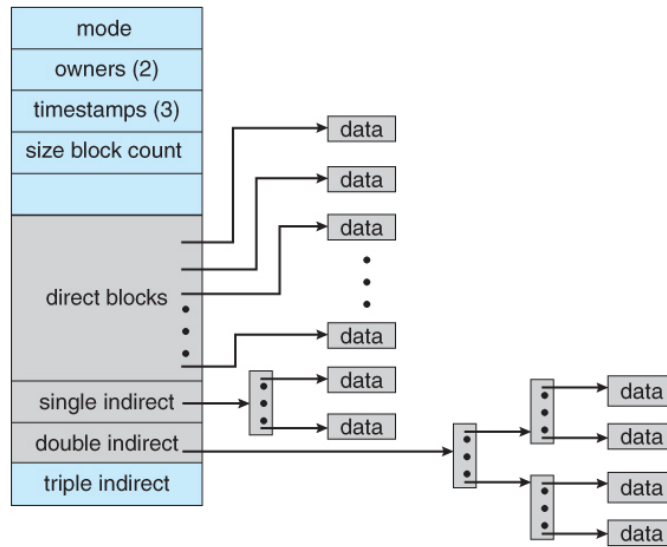 mode
owners (2)
timestamps (3)
size block count
direct blocks
single indirect
double indirect
triple indirect
data
data
data
data
data
data
data
data
data
data